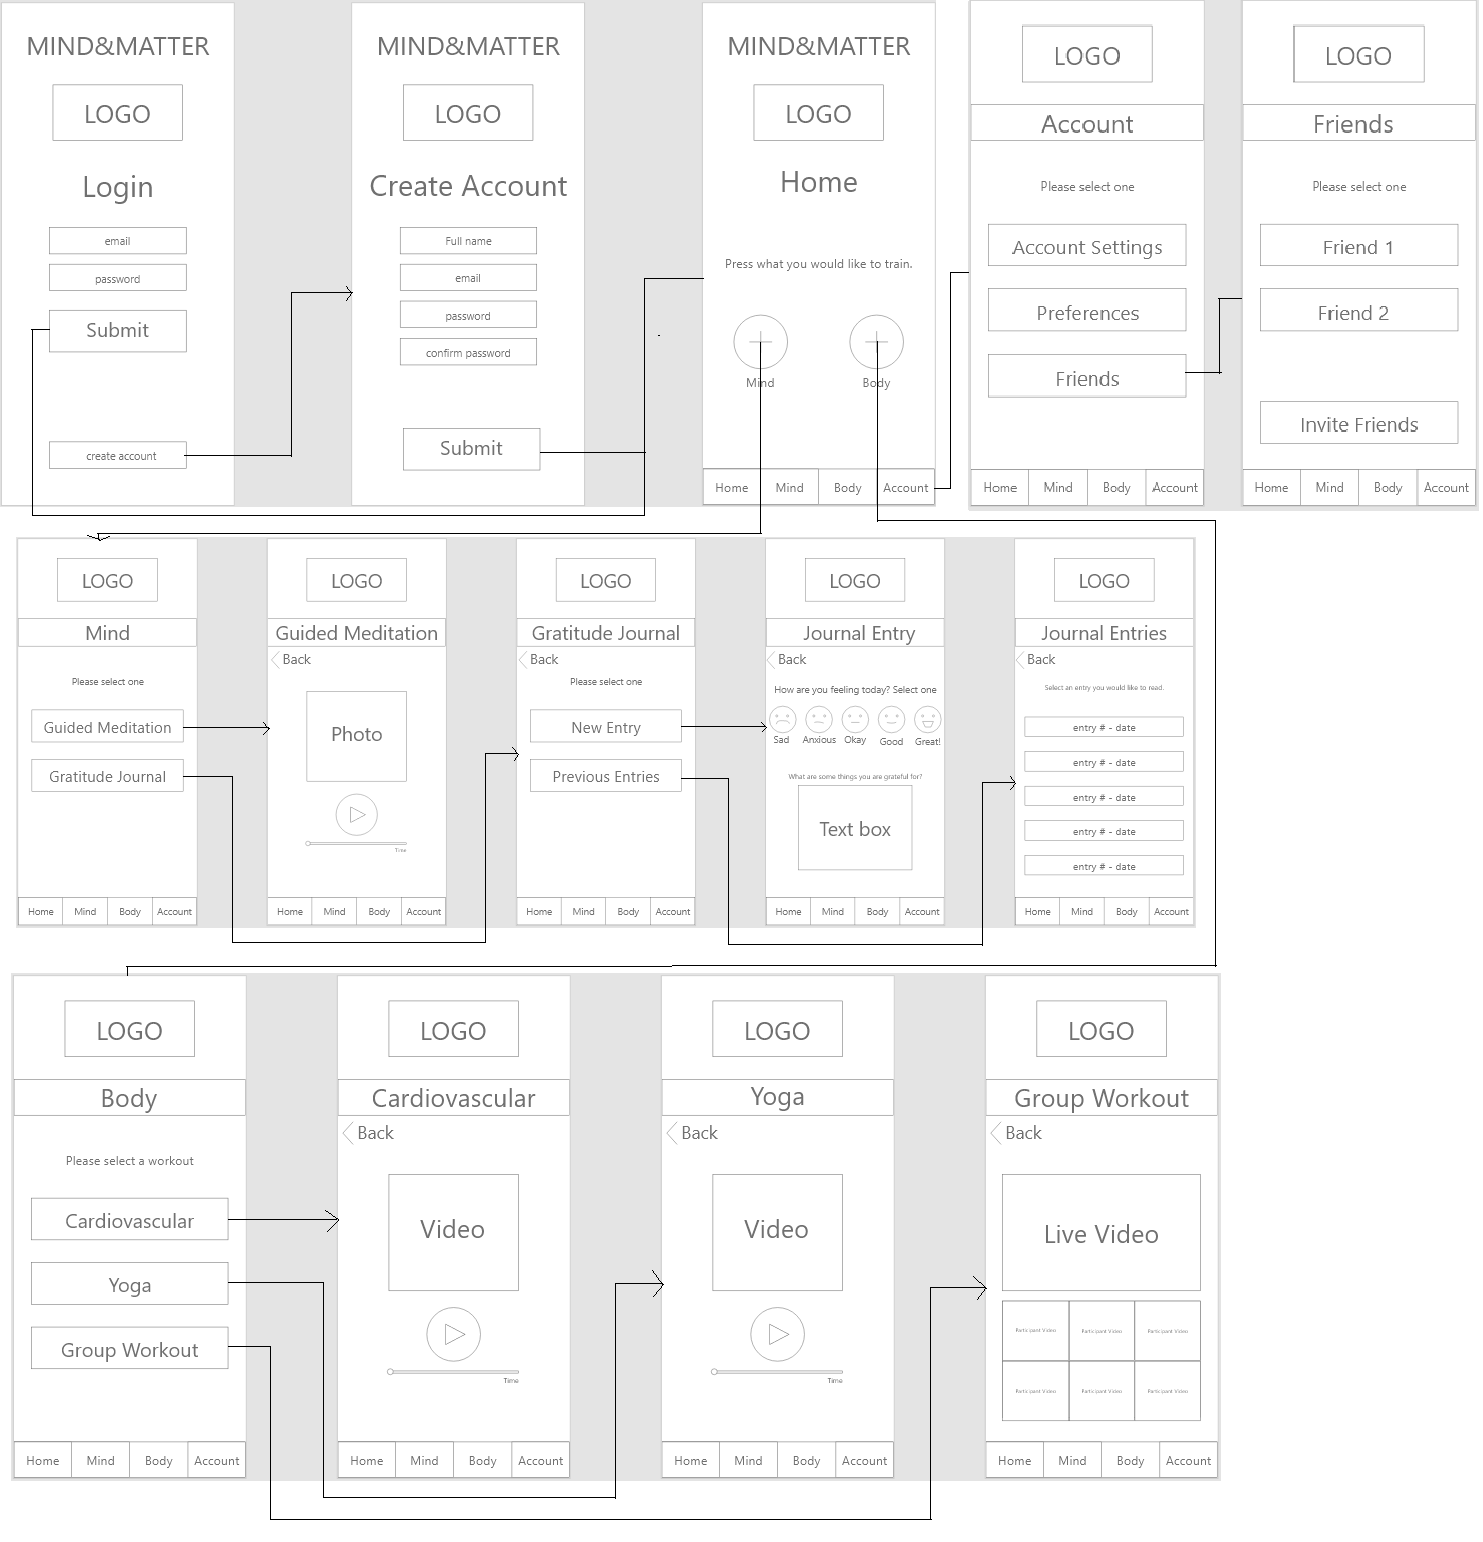 MIND&MATTER
LOGO
Login
email
password
Submit
create account
MIND&MATTER
LOGO
Create Account
Full name
email
password
confirm password
Submit
MIND&MATTER
LOGO
Home
Press what you would like to train.
Mind
Body
Home
Mind
Body
Account
LOGO
Account
Please select one
Account Settings
Preferences
Friends
Home
Mind
Body
Account
LOGO
Friends
Please select one
Friend 1
Friend 2
Invite Friends
Home
Mind
Body
Account
LOGO
Mind
Please select one
Guided Meditation
Gratitude Journal
Home
Mind
Body
Account
LOGO
Guided Meditation
Back
Photo
Time
Home
Mind
Body
Account
LOGO
Gratitude Journal
Back
Please select one
New Entry
Previous Entries
Home
Mind
Body
Account
LOGO
Journal Entry
Back
How are you feeling today? Select one
Sad
Anxious
Okay
Good
Great!
What are some things you are grateful for?
Text box
Home
Mind
Body
Account
LOGO
Journal Entries
Back
Select an entry you would like to read.
entry # - date
entry # - date
entry # - date
entry # - date
entry # - date
Home
Mind
Body
Account
LOGO
Body
Please select a workout
Cardiovascular
Yoga
Group Workout
Home
Mind
Body
Account
LOGO
Cardiovascular
Back
Video
Time
Home
Mind
Body
Account
LOGO
Yoga
Back
Video
Time
Home
Mind
Body
Account
LOGO
Group Workout
Back
Live Video
Participant Video
Participant Video
Participant Video
Participant Video
Participant Video
Participant Video
Home
Mind
Body
Account